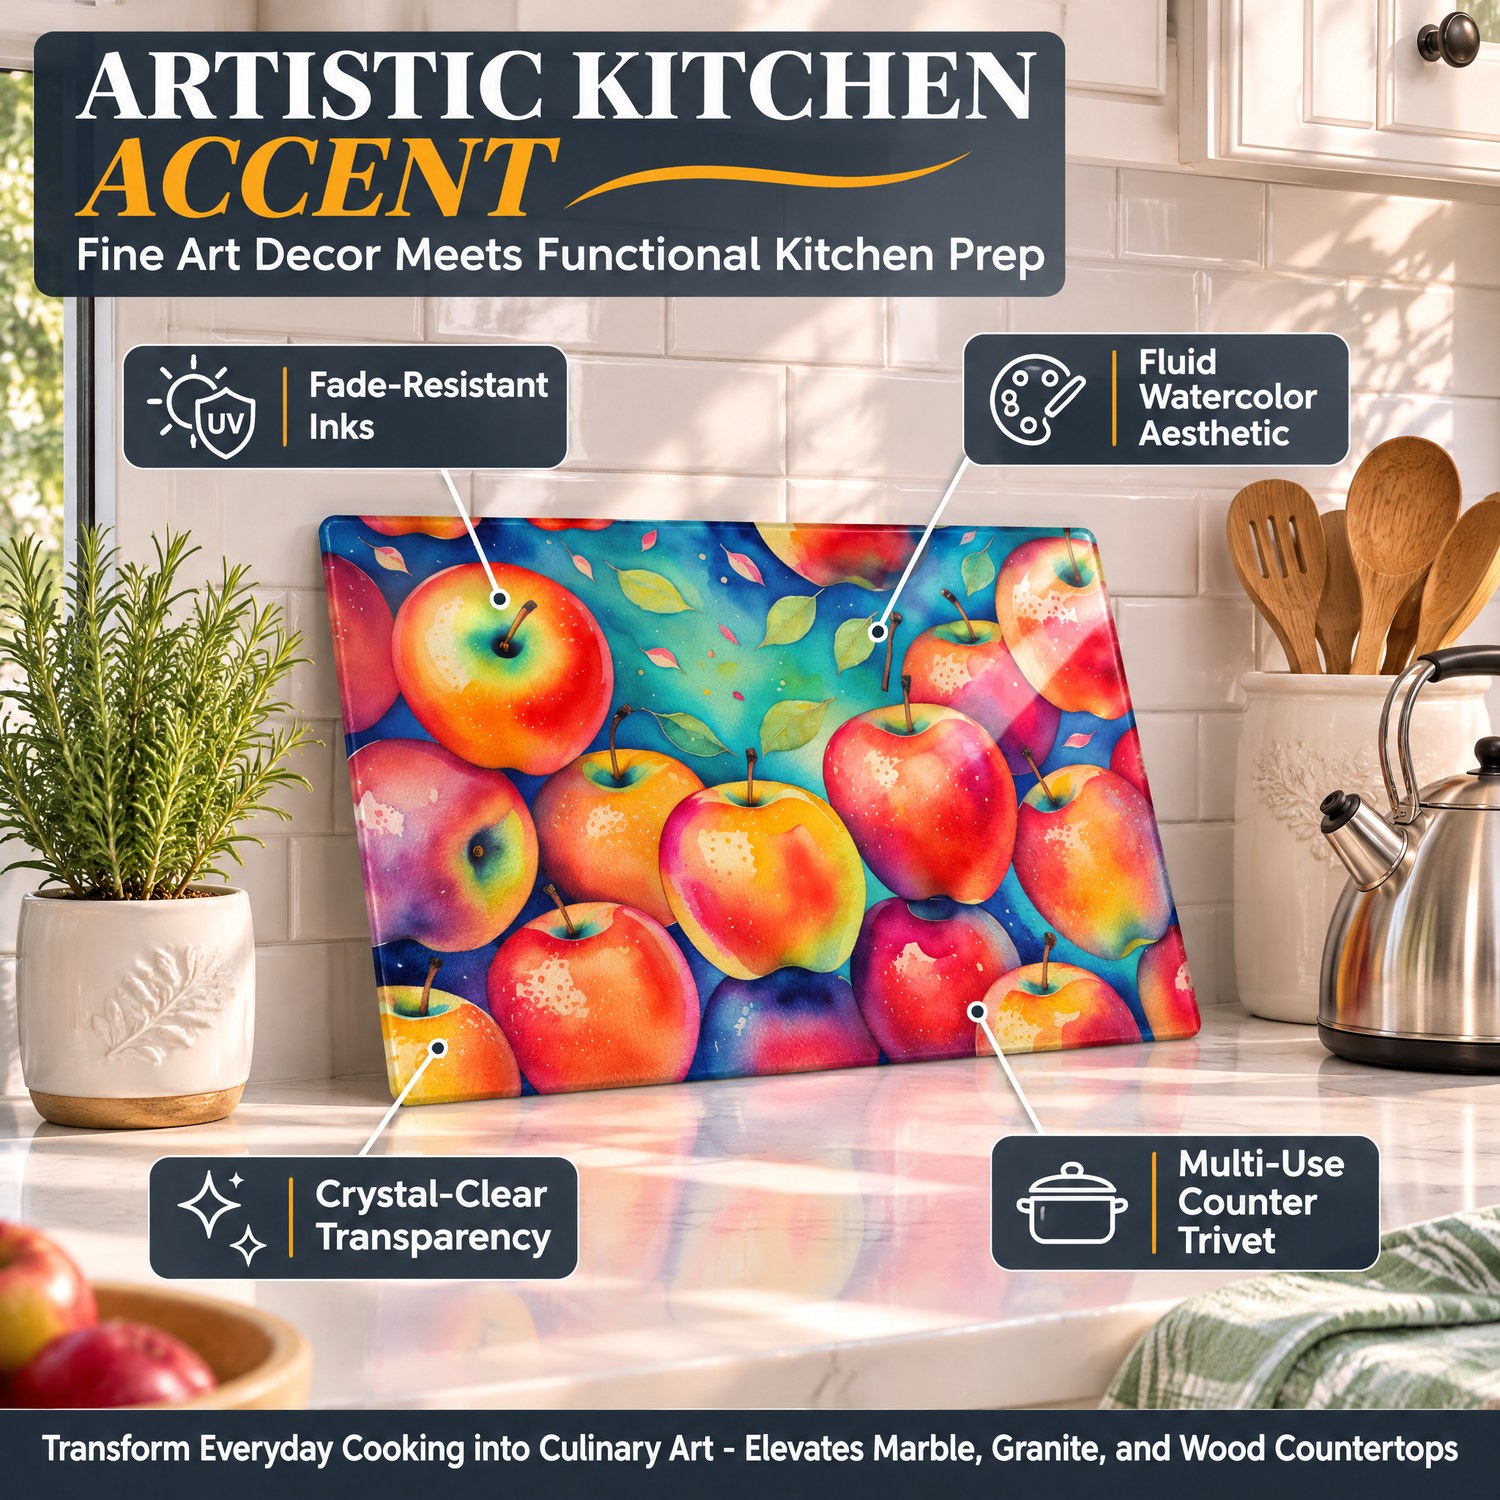 ARTISTIC KITCHEN
ACCENT
Fine Art Decor Meets Functional Kitchen Prep
UV
Fade-Resistant
Inks
Fluid
Watercolor
Aesthetic
Crystal-Clear
Transparency
Multi-Use
Counter
Trivet
Transform Everyday Cooking into Culinary Art - Elevates Marble, Granite, and Wood Countertops